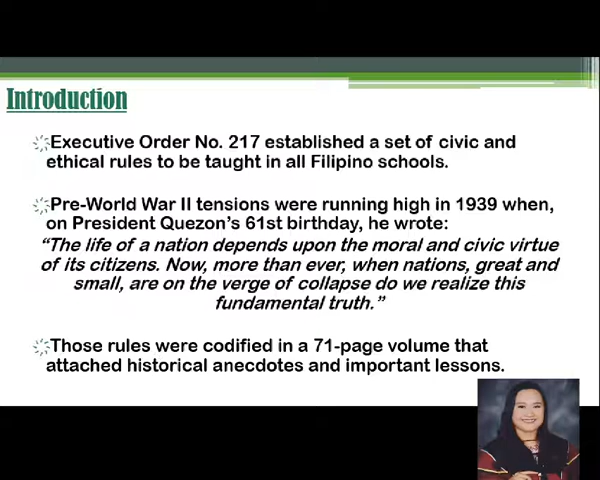 Introduction
Executive Order No. 217 established a set of civic and
ethical rules to be taught in all Filipino schools.
Pre-World War II tensions were running high in 1939 when,
on President Quezon's 61st birthday, he wrote:
"The life of a nation depends upon the moral and civic virtue
of its citizens. Now, more than ever, when nations, great and
small, are on the verge of collapse do we realize this
fundamental truth."
Those rules were codified in a 71-page volume that
attached historical anecdotes and important lessons.